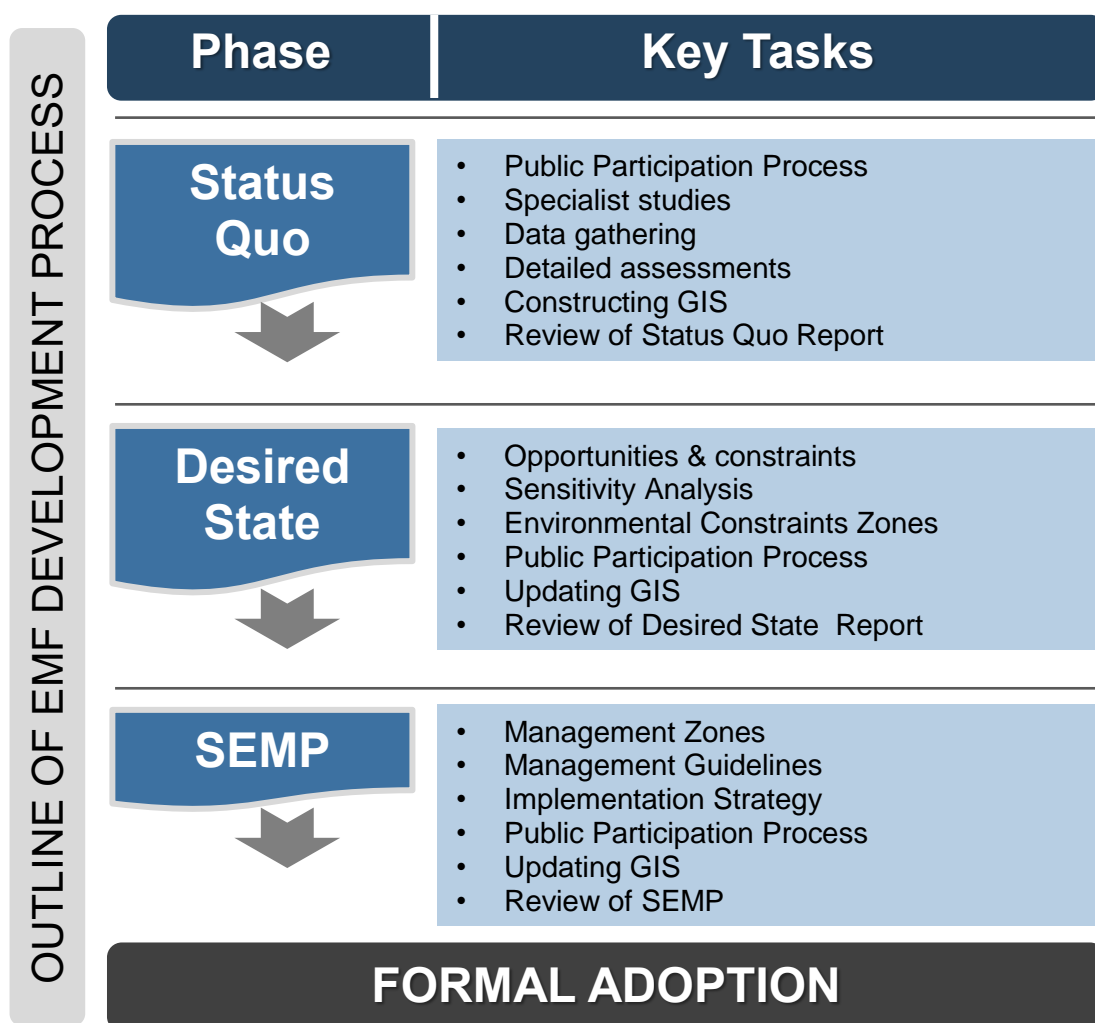 OUTLINE OF EMF DEVELOPMENT PROCESS
Phase
Key Tasks
Status
Quo
• Public Participation Process
• Specialist studies
• Data gathering
• Detailed assessments
• Constructing GIS
• Review of Status Quo Report
Desired
State
• Opportunities & constraints
• Sensitivity Analysis
• Environmental Constraints Zones
• Public Participation Process
• Updating GIS
• Review of Desired State  Report
SEMP
• Management Zones
• Management Guidelines
• Implementation Strategy
• Public Participation Process
• Updating GIS
• Review of SEMP
FORMAL ADOPTION